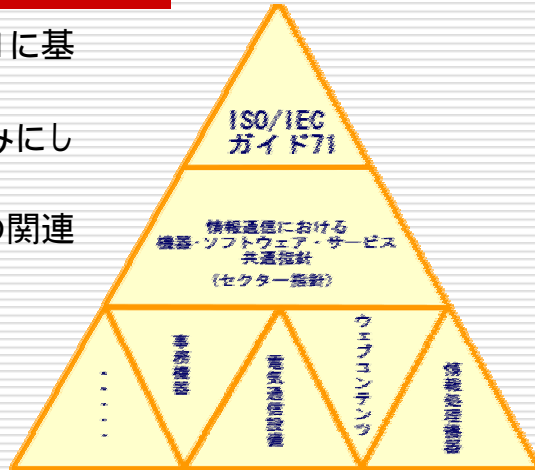 に基
みにし
の関連
ISO/IEC
ガイド71
情報通信における
機器・ソフトウェア・サービス
共通指針
(セクター指針)
・・・・・
事務機器
電気通信設備
ウェブコンテンツ
情報処理機器